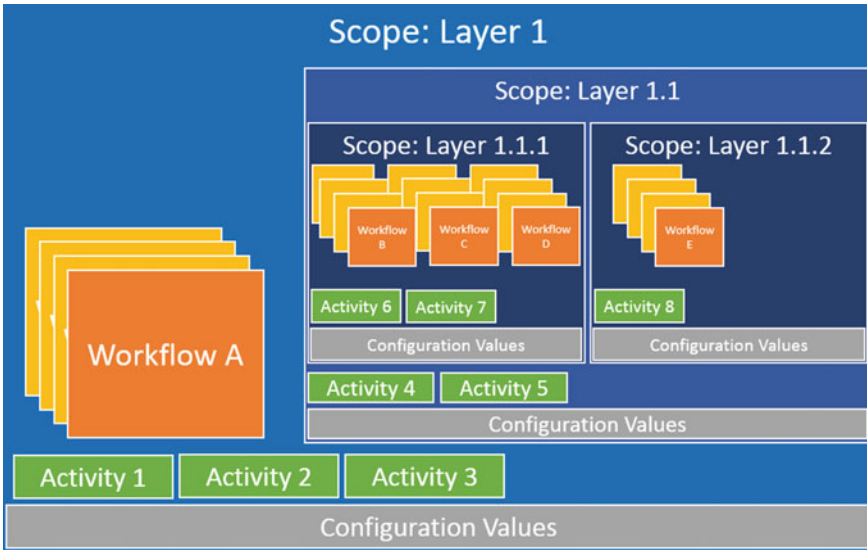 Scope: Layer 1
Scope: Layer 1.1
Scope: Layer 1.1.1
Workflow
B
Workflow
C
Workflow
D
Activity 6
Activity 7
Configuration Values
Scope: Layer 1.1.2
Workflow
E
Activity 8
Configuration Values
Activity 4
Activity 5
Configuration Values
Workflow A
Activity 1
Activity 2
Activity 3
Configuration Values